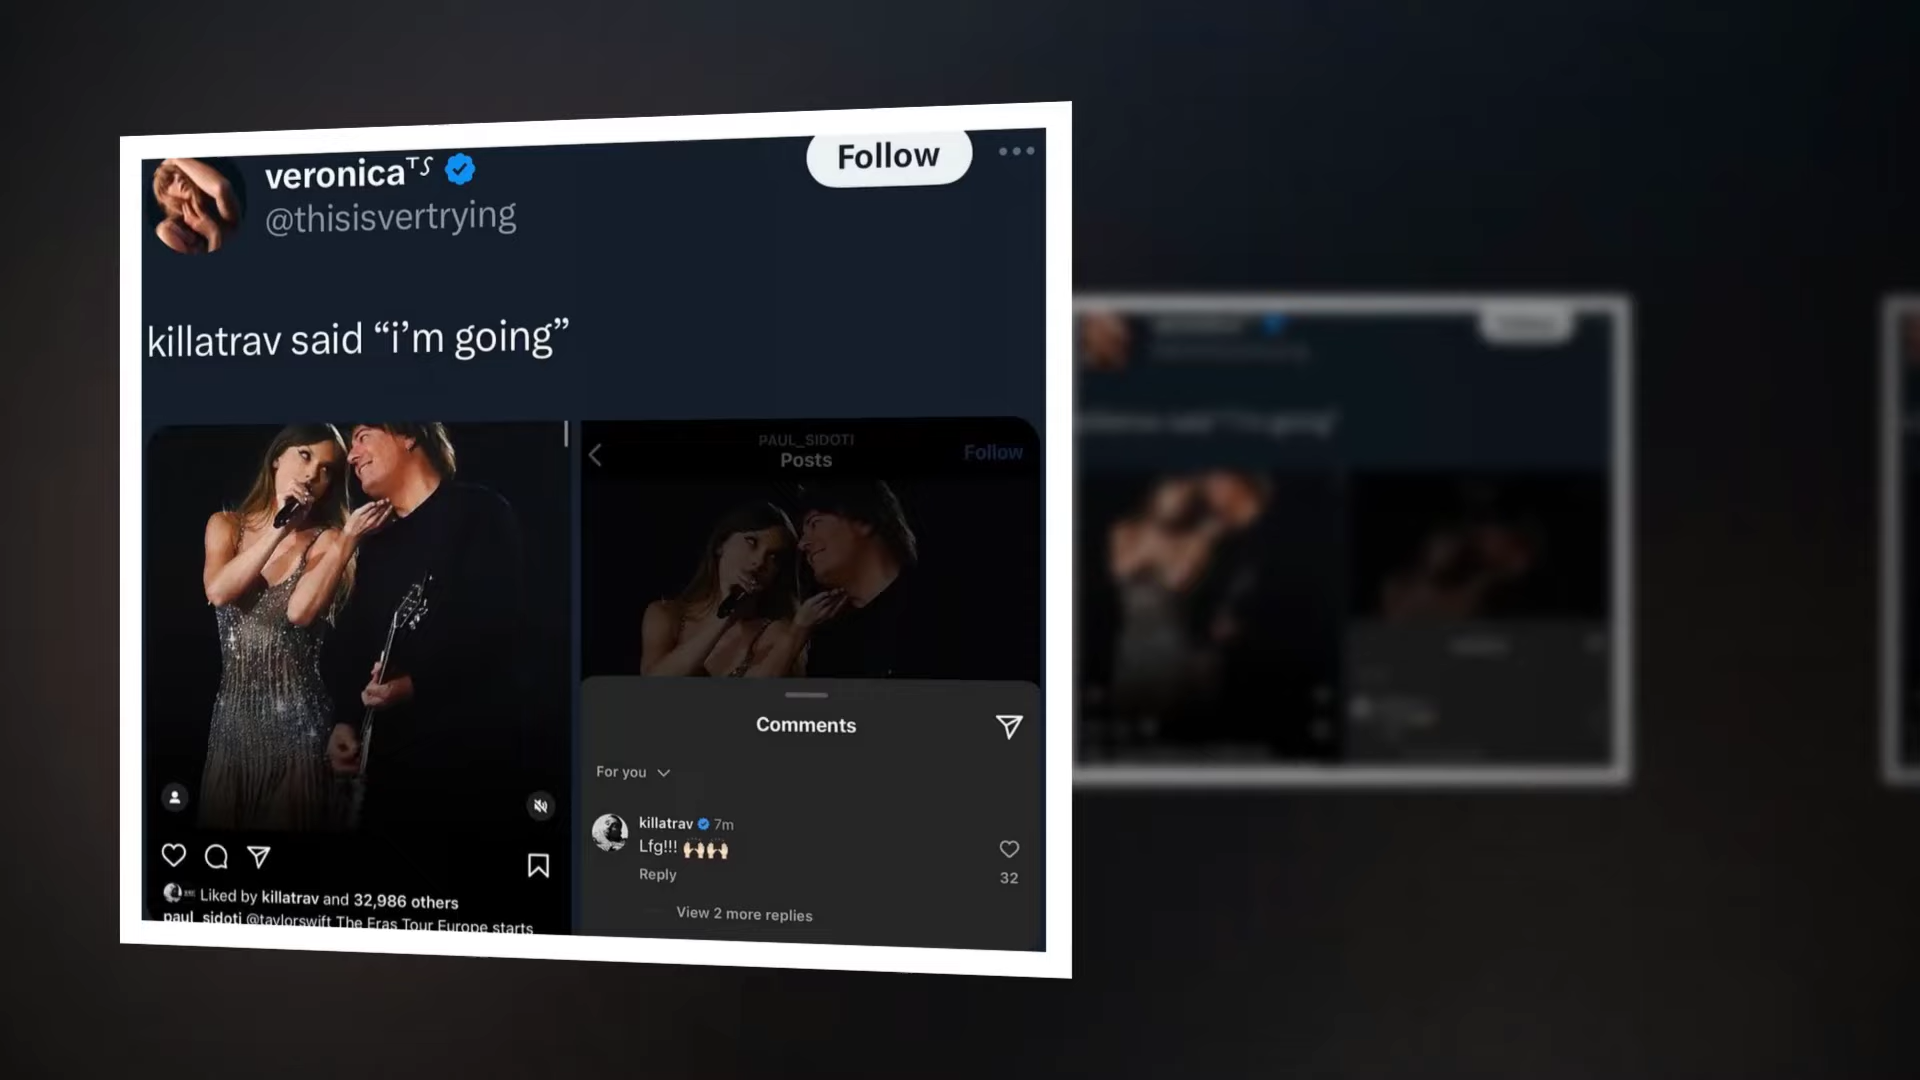 veronicaᵀˢ
@thisisvertrying
Follow
killatrav said “i’m going”
PAUL_SIDOTI
Posts
Follow
Comments
For you
killatrav 7m
Lfg!!! 🙌🏻🙌🏻
Reply
32
View 2 more replies
Liked by killatrav and 32,986 others
paul_sidoti @taylorswift The Eras Tour Europe starts